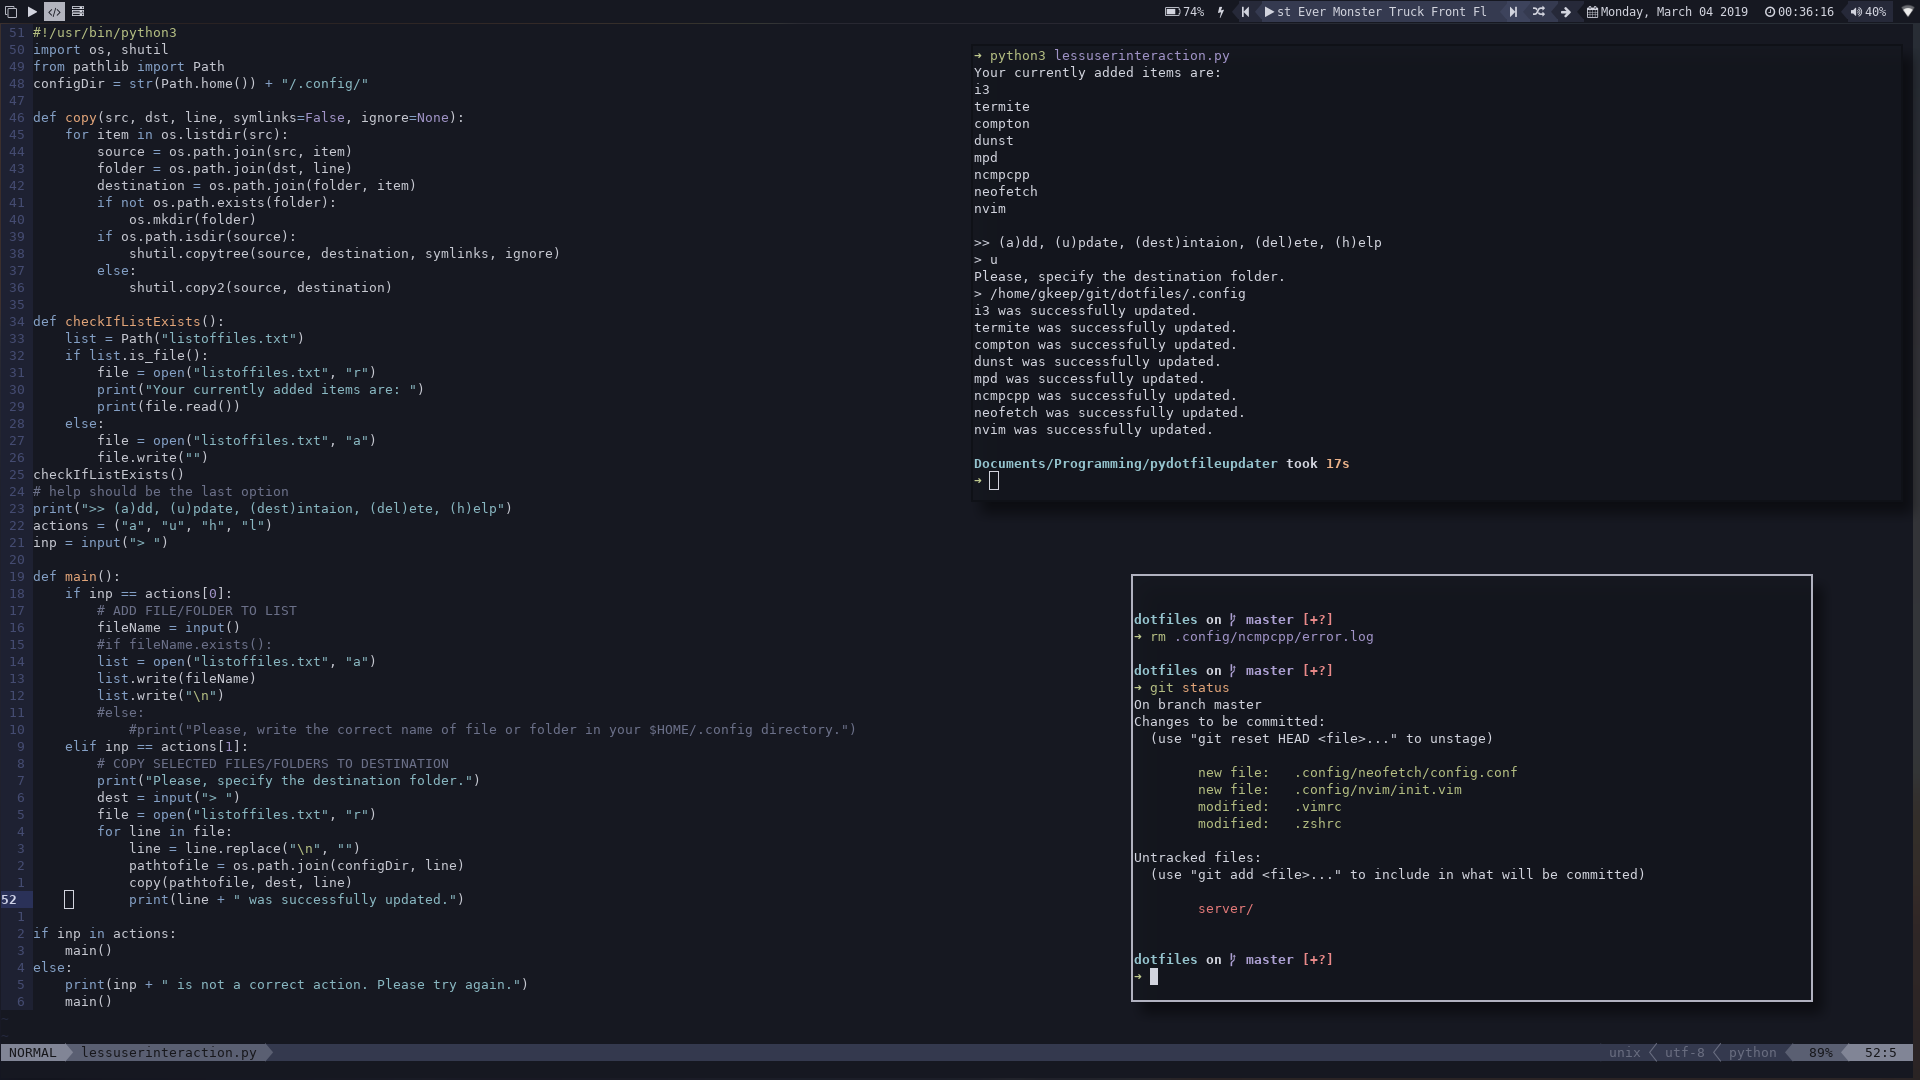 74% st Ever Monster Truck Front Fl Monday, March 04 2019 00:36:16 40%
51 #!/usr/bin/python3
50 import os, shutil
49 from pathlib import Path
48 configDir = str(Path.home()) + "/.config/"
47
46 def copy(src, dst, line, symlinks=False, ignore=None):
45     for item in os.listdir(src):
44         source = os.path.join(src, item)
43         folder = os.path.join(dst, line)
42         destination = os.path.join(folder, item)
41         if not os.path.exists(folder):
40             os.mkdir(folder)
39         if os.path.isdir(source):
38             shutil.copytree(source, destination, symlinks, ignore)
37         else:
36             shutil.copy2(source, destination)
35
34 def checkIfListExists():
33     list = Path("listoffiles.txt")
32     if list.is_file():
31         file = open("listoffiles.txt", "r")
30         print("Your currently added items are: ")
29         print(file.read())
28     else:
27         file = open("listoffiles.txt", "a")
26         file.write("")
25 checkIfListExists()
24 # help should be the last option
23 print(">> (a)dd, (u)pdate, (dest)intaion, (del)ete, (h)elp")
22 actions = ("a", "u", "h", "l")
21 inp = input("> ")
20
19 def main():
18     if inp == actions[0]:
17         # ADD FILE/FOLDER TO LIST
16         fileName = input()
15         #if fileName.exists():
14         list = open("listoffiles.txt", "a")
13         list.write(fileName)
12         list.write("\n")
11         #else:
10             #print("Please, write the correct name of file or folder in your $HOME/.config directory.")
9     elif inp == actions[1]:
8         # COPY SELECTED FILES/FOLDERS TO DESTINATION
7         print("Please, specify the destination folder.")
6         dest = input("> ")
5         file = open("listoffiles.txt", "r")
4         for line in file:
3             line = line.replace("\n", "")
2             pathtofile = os.path.join(configDir, line)
1             copy(pathtofile, dest, line)
52             print(line + " was successfully updated.")
1
2 if inp in actions:
3     main()
4 else:
5     print(inp + " is not a correct action. Please try again.")
6     main()
~
~
NORMAL lessuserinteraction.py unix utf-8 python 89% 52:5
➜ python3 lessuserinteraction.py
Your currently added items are:
i3
termite
compton
dunst
mpd
ncmpcpp
neofetch
nvim
>> (a)dd, (u)pdate, (dest)intaion, (del)ete, (h)elp
> u
Please, specify the destination folder.
> /home/gkeep/git/dotfiles/.config
i3 was successfully updated.
termite was successfully updated.
compton was successfully updated.
dunst was successfully updated.
mpd was successfully updated.
ncmpcpp was successfully updated.
neofetch was successfully updated.
nvim was successfully updated.
Documents/Programming/pydotfileupdater took 17s
➜
dotfiles on master [+?]
➜ rm .config/ncmpcpp/error.log
dotfiles on master [+?]
➜ git status
On branch master
Changes to be committed:
  (use "git reset HEAD <file>..." to unstage)
        new file:   .config/neofetch/config.conf
        new file:   .config/nvim/init.vim
        modified:   .vimrc
        modified:   .zshrc
Untracked files:
  (use "git add <file>..." to include in what will be committed)
        server/
dotfiles on master [+?]
➜